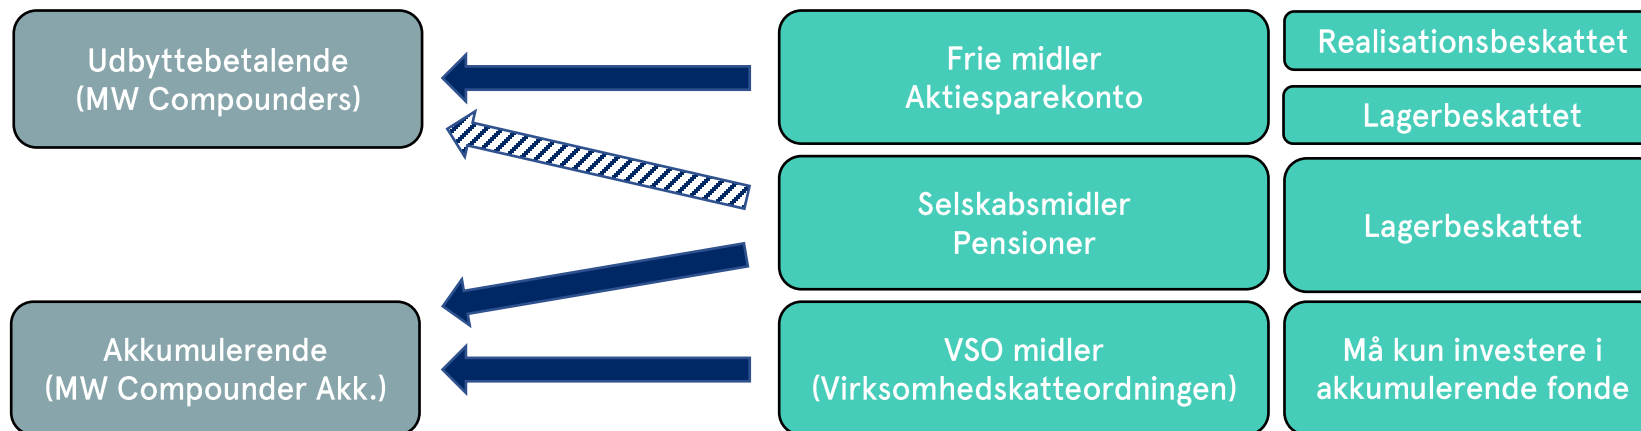 Udbyttebetalende
(MW Compounders)
Frie midler
Aktiesparekonto
Realisationsbeskattet
Lagerbeskattet
Selskabsmidler
Pensioner
Lagerbeskattet
Akkumulerende
(MW Compounder Akk.)
VSO midler
(Virksomhedskatteordningen)
Må kun investere i
akkumulerende fonde